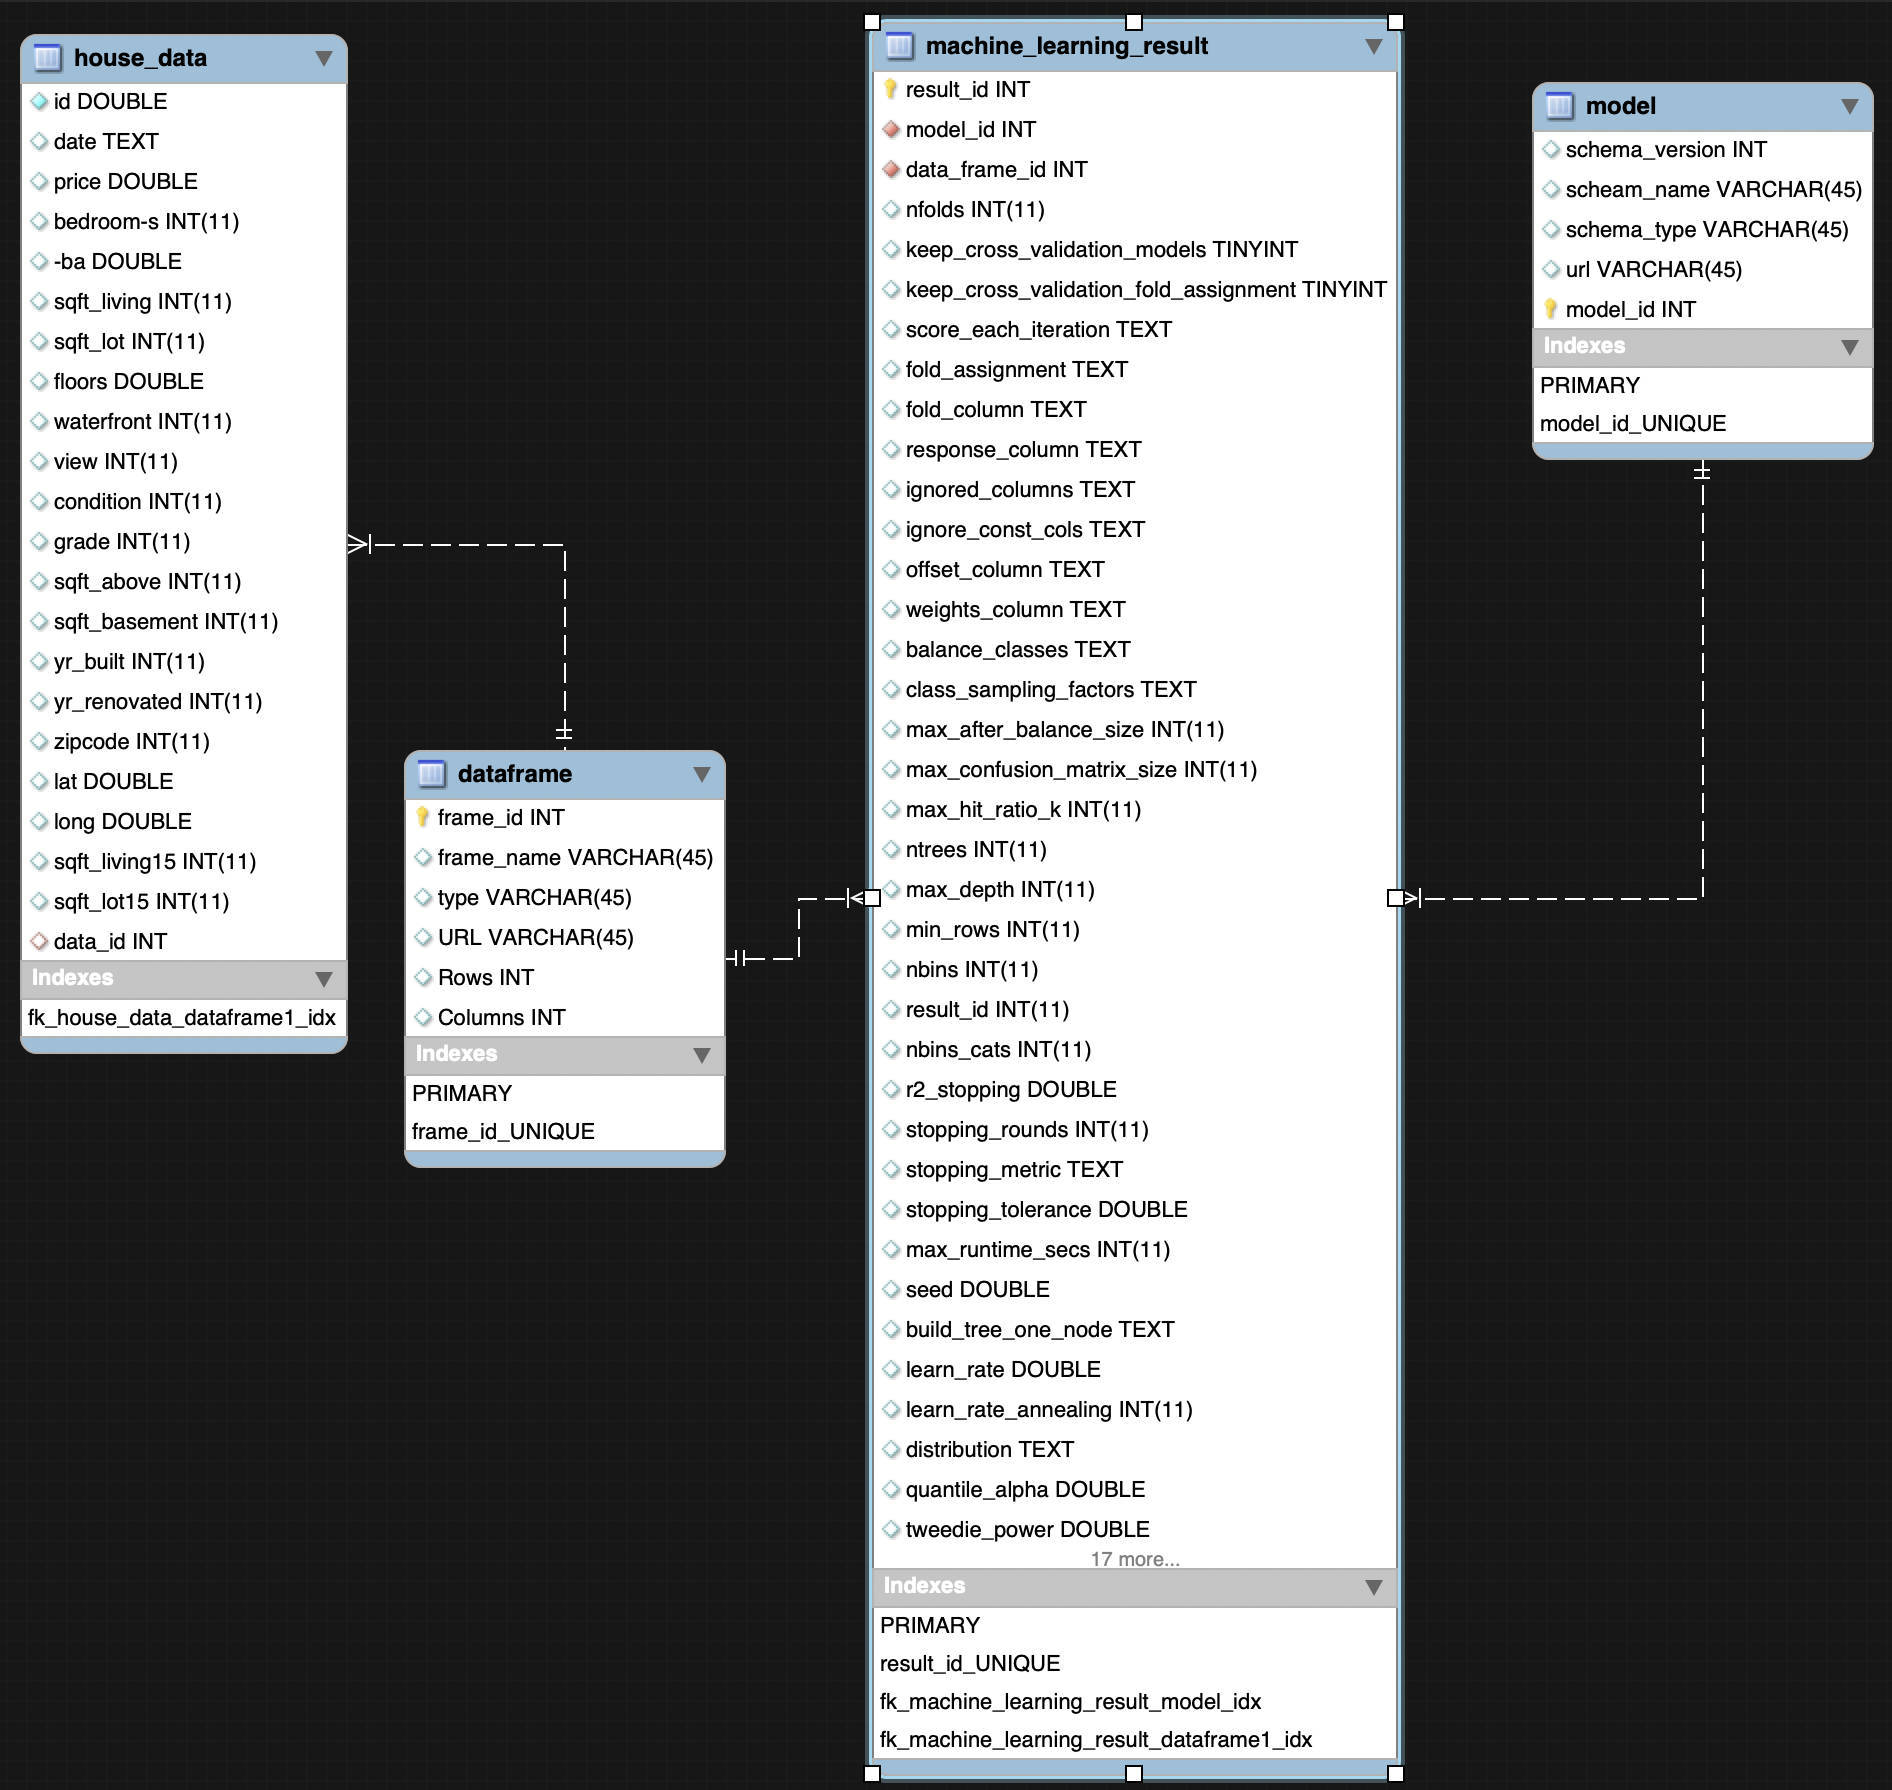 house_data
id DOUBLE
date TEXT
price DOUBLE
bedroom-s INT(11)
-ba DOUBLE
sqft_living INT(11)
sqft_lot INT(11)
floors DOUBLE
waterfront INT(11)
view INT(11)
condition INT(11)
grade INT(11)
sqft_above INT(11)
sqft_basement INT(11)
yr_built INT(11)
yr_renovated INT(11)
zipcode INT(11)
lat DOUBLE
long DOUBLE
sqft_living15 INT(11)
sqft_lot15 INT(11)
data_id INT
Indexes
fk_house_data_dataframe1_idx
dataframe
frame_id INT
frame_name VARCHAR(45)
type VARCHAR(45)
URL VARCHAR(45)
Rows INT
Columns INT
Indexes
PRIMARY
frame_id_UNIQUE
machine_learning_result
result_id INT
model_id INT
data_frame_id INT
nfolds INT(11)
keep_cross_validation_models TINYINT
keep_cross_validation_fold_assignment TINYINT
score_each_iteration TEXT
fold_assignment TEXT
fold_column TEXT
response_column TEXT
ignored_columns TEXT
ignore_const_cols TEXT
offset_column TEXT
weights_column TEXT
balance_classes TEXT
class_sampling_factors TEXT
max_after_balance_size INT(11)
max_confusion_matrix_size INT(11)
max_hit_ratio_k INT(11)
ntrees INT(11)
max_depth INT(11)
min_rows INT(11)
nbins INT(11)
result_id INT(11)
nbins_cats INT(11)
r2_stopping DOUBLE
stopping_rounds INT(11)
stopping_metric TEXT
stopping_tolerance DOUBLE
max_runtime_secs INT(11)
seed DOUBLE
build_tree_one_node TEXT
learn_rate DOUBLE
learn_rate_annealing INT(11)
distribution TEXT
quantile_alpha DOUBLE
tweedie_power DOUBLE
17 more...
Indexes
PRIMARY
result_id_UNIQUE
fk_machine_learning_result_model_idx
fk_machine_learning_result_dataframe1_idx
model
schema_version INT
scheam_name VARCHAR(45)
schema_type VARCHAR(45)
url VARCHAR(45)
model_id INT
Indexes
PRIMARY
model_id_UNIQUE